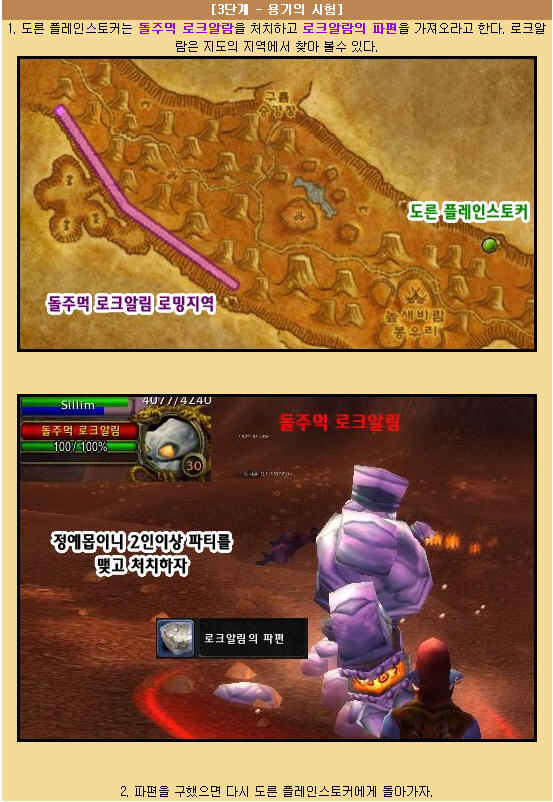 [3단계 - 용기의 시험]
1. 도른 플레인스토커는 돌주먹 로크알람을 처치하고 로크알람의 파편을 가져오라고 한다. 로크알
람은 지도의 지역에서 찾아 볼수 있다.
구름
승강장
도른 플레인스토커
돌주먹 로크알림 로밍지역
높새바람
봉우리
Sillim
4077/4240
돌주먹 로크알림
100/100%
30
돌주먹 로크알림
정예몹이니 2인이상 파티를
맺고 처치하자
로크알림의 파편
2. 파편을 구했으면 다시 도른 플레인스토커에게 돌아가자.